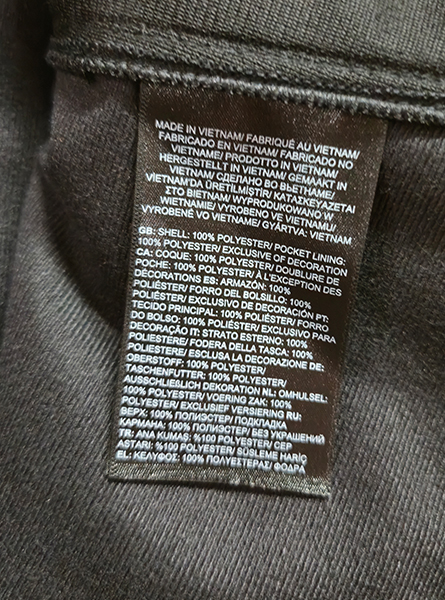 MADE IN VIETNAM/ FABRIQUÉ AU VIETNAM/
FABRICADO EN VIETNAM/ FABRICADO NO
VIETNAME/ PRODOTTO IN VIETNAM/
HERGESTELLT IN VIETNAM/ GEMAAKT IN
VIETNAM/ СДЕЛАНО ВО ВЬЕТНАМЕ/
VIETNAM'DA ÜRETİLMİŞTİR/ ΚΑΤΑΣΚΕΥΑΖΕΤΑΙ
ΣΤΟ ΒΙΕΤΝΑΜ/ WYPRODUKOWANO W
WIETNAMIE/ VYROBENO VE VIETNAMU/
VYROBENÉ VO VIETNAME/ GYÁRTVA: VIETNAM
GB: SHELL: 100% POLYESTER/ POCKET LINING:
100% POLYESTER/ EXCLUSIVE OF DECORATION
CA: COQUE: 100% POLYESTER/ DOUBLURE DE
POCHE: 100% POLYESTER/ À L'EXCEPTION DES
DÉCORATIONS ES: ARMAZÓN: 100%
POLIÉSTER/ FORRO DEL BOLSILLO: 100%
POLIÉSTER/ EXCLUSIVO DE DECORACIÓN PT:
TECIDO PRINCIPAL: 100% POLIÉSTER/ FORRO
DO BOLSO: 100% POLIÉSTER/ EXCLUSIVO PARA
DECORAÇÃO IT: STRATO ESTERNO: 100%
POLIESTERE/ FODERA DELLA TASCA: 100%
POLIESTERE/ ESCLUSA LA DECORAZIONE DE:
OBERSTOFF: 100% POLYESTER/
TASCHENFUTTER: 100% POLYESTER/
AUSSCHLIEßLICH DEKORATION NL: OMHULSEL:
100% POLYESTER/ VOERING ZAK: 100%
POLYESTER/ EXCLUSIEF VERSIERING RU:
ВЕРХ: 100% ПОЛИЭСТЕР/ ПОДКЛАДКА
КАРМАНА: 100% ПОЛИЭСТЕР/ БЕЗ УКРАШЕНИЙ
TR: ANA KUMAŞ: %100 POLYESTER/ CEP
ASTARI: %100 POLYESTER/ SÜSLEME HARİÇ
EL: ΚΕΛΥΦΟΣ: 100% ΠΟΛΥΕΣΤΕΡΑΣ/ ΦΟΔΡΑ